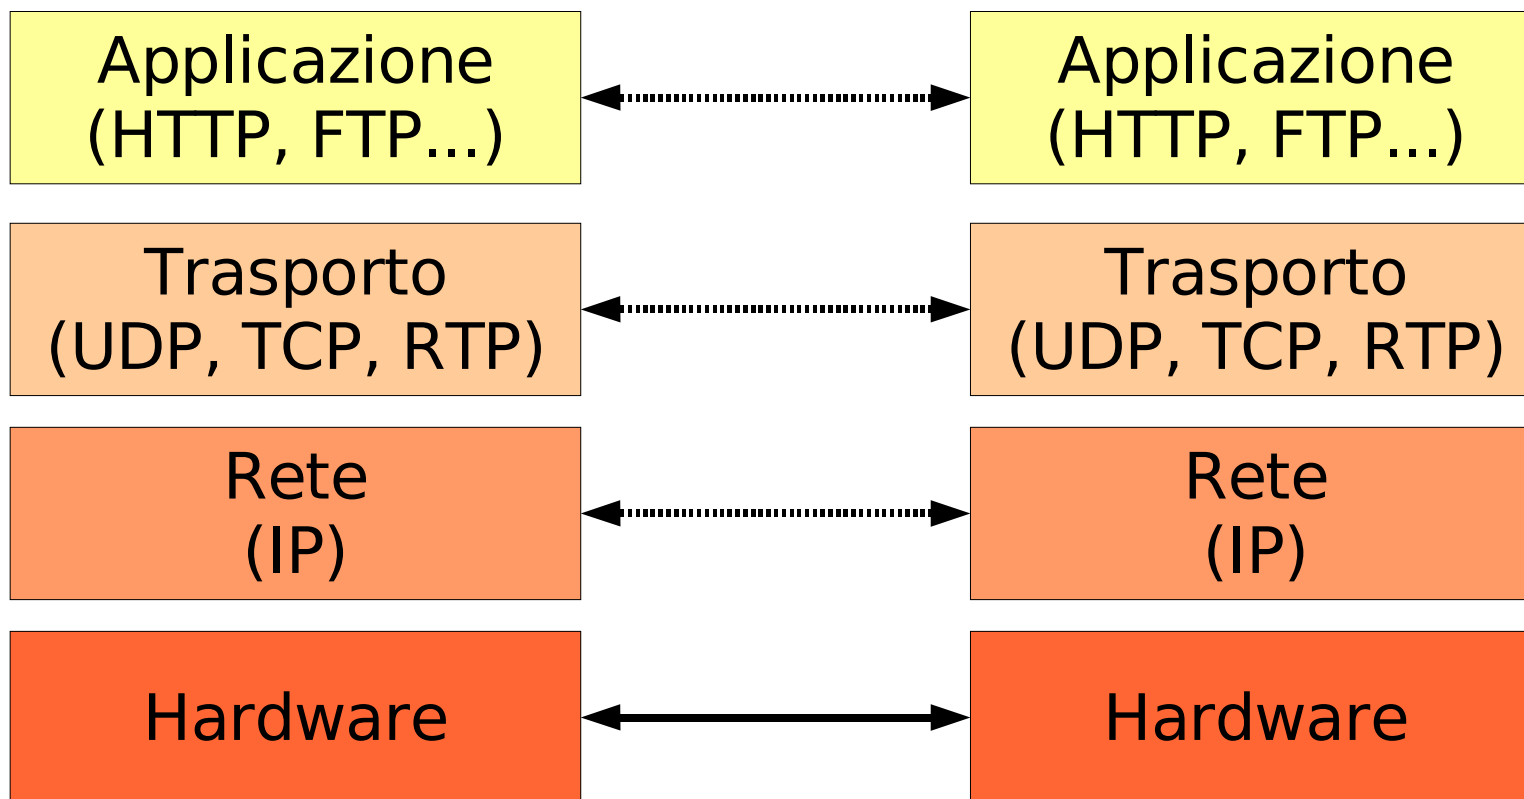 Applicazione
(HTTP, FTP...)
Applicazione
(HTTP, FTP...)
Trasporto
(UDP, TCP, RTP)
Trasporto
(UDP, TCP, RTP)
Rete
(IP)
Rete
(IP)
Hardware
Hardware